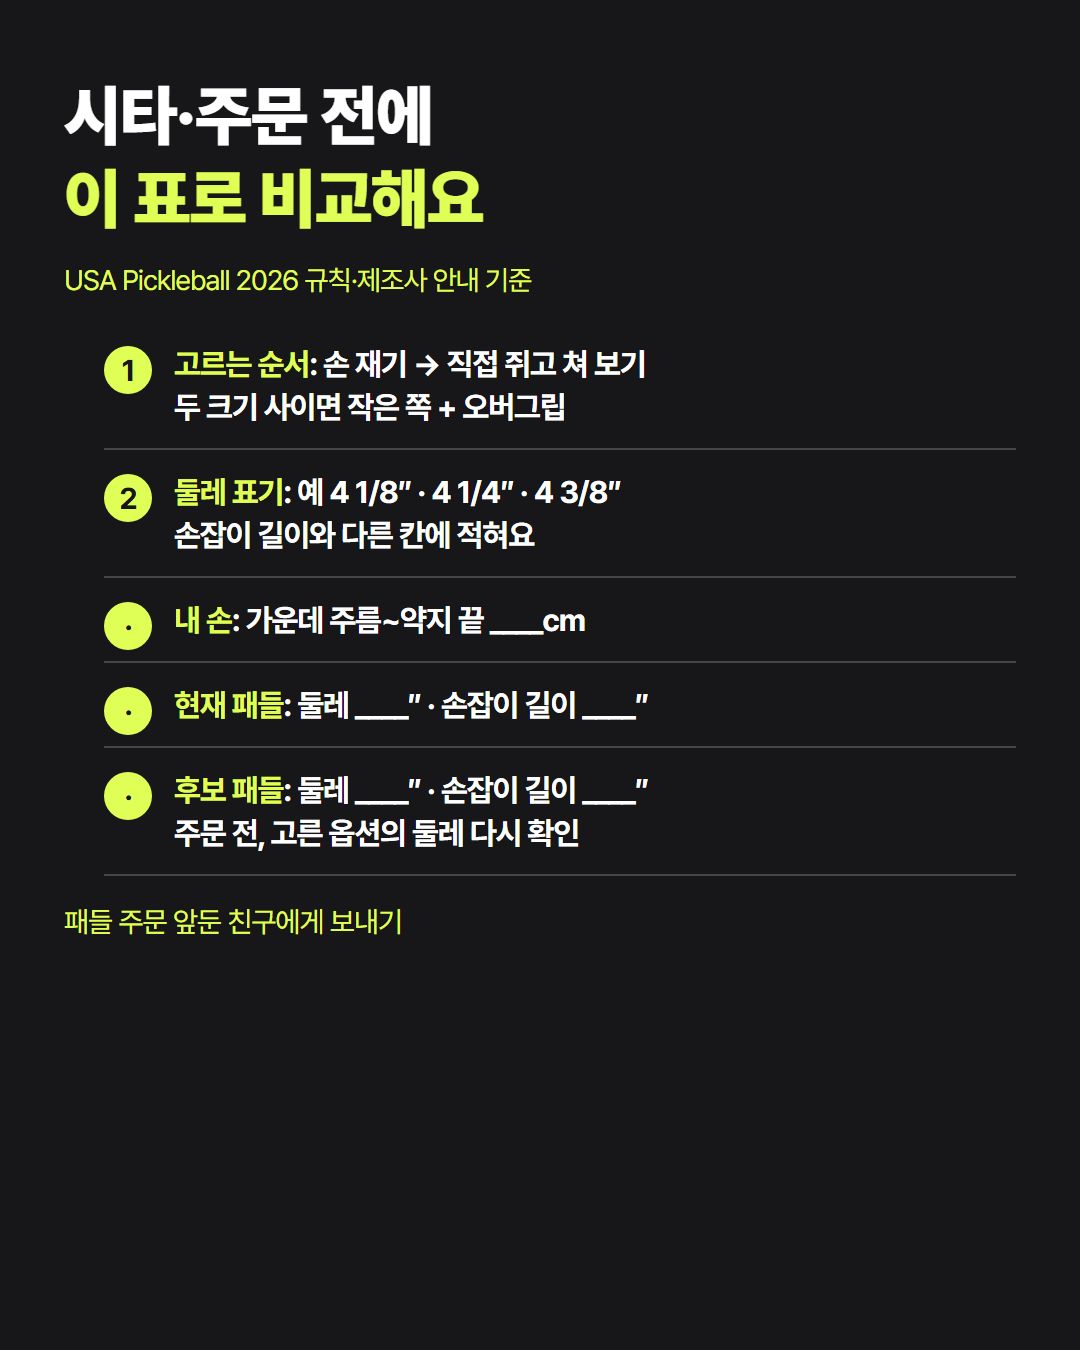 시타·주문 전에
이 표로 비교해요
USA Pickleball 2026 규칙·제조사 안내 기준
1 고르는 순서: 손 재기 → 직접 쥐고 쳐 보기
두 크기 사이면 작은 쪽 + 오버그립
2 둘레 표기: 예 4 1/8″ · 4 1/4″ · 4 3/8″
손잡이 길이와 다른 칸에 적혀요
· 내 손: 가운데 주름~약지 끝 ____cm
· 현재 패들: 둘레 ____″ · 손잡이 길이 ____″
· 후보 패들: 둘레 ____″ · 손잡이 길이 ____″
주문 전, 고른 옵션의 둘레 다시 확인
패들 주문 앞둔 친구에게 보내기